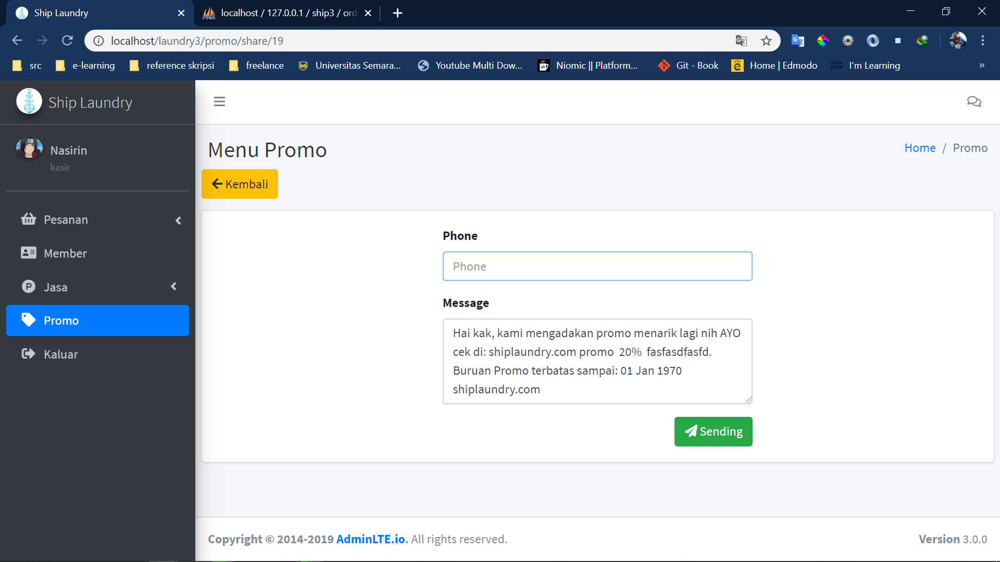 Ship Laundry
localhost / 127.0.0.1 / ship3 / ord
localhost/laundry3/promo/share/19
src
e-learning
reference skripsi
freelance
Universitas Semara...
Youtube Multi Dow...
Niomic || Platform...
Git - Book
Home | Edmodo
I'm Learning
»
Ship Laundry
Nasirin
kasir
Pesanan
Member
Jasa
Promo
Kaluar
Menu Promo
Home / Promo
Kembali
Phone
Phone
Message
Hai kak, kami mengadakan promo menarik lagi nih AYO
cek di: shiplaundry.com promo  20%  fasfasdfasfd.
Buruan Promo terbatas sampai: 01 Jan 1970
shiplaundry.com
Sending
Copyright © 2014-2019 AdminLTE.io. All rights reserved.
Version 3.0.0